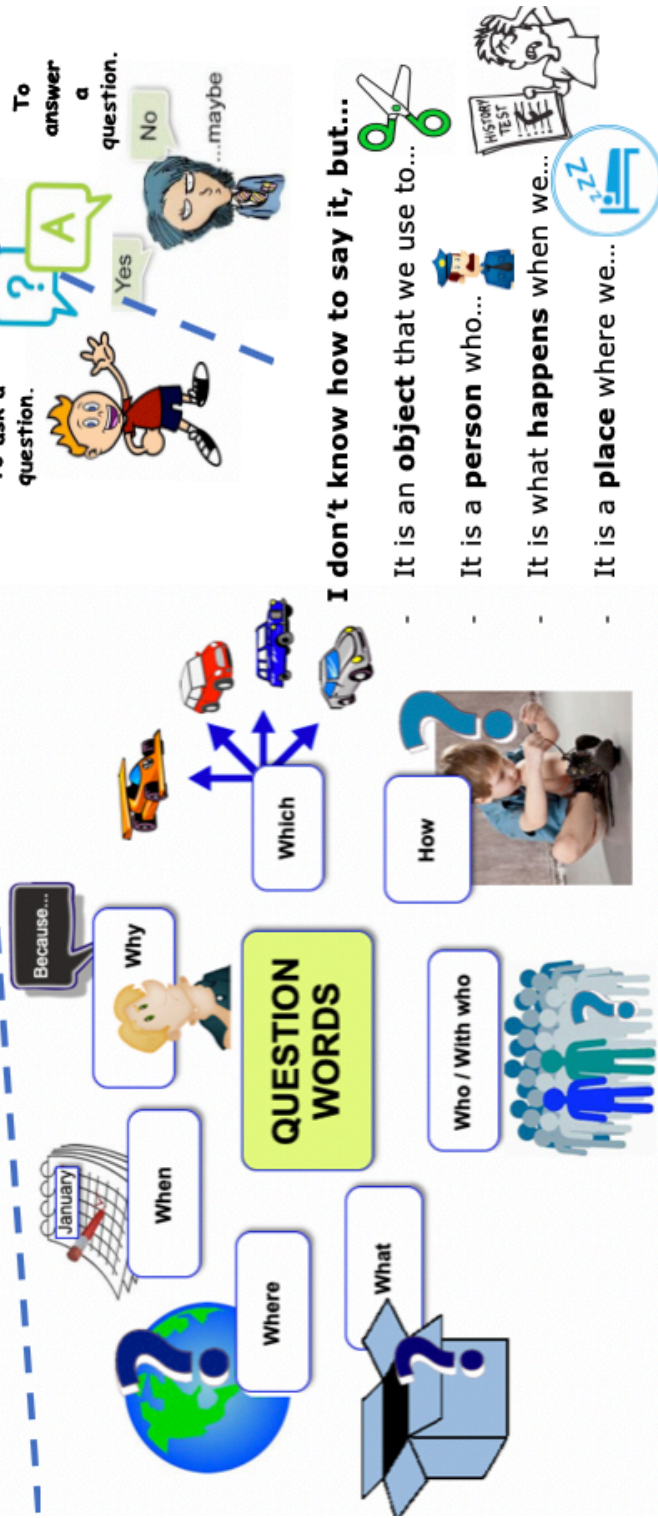 To ask a
question.
?
A
To
answer
a
question.
Yes
No
...maybe
Because...
January
When
Why
Where
?
Which
QUESTION
WORDS
What
?
Who / With who
?
How
?
I don't know how to say it, but...
- It is an object that we use to...
- It is a person who...
- It is what happens when we...
HISTORY
TEST
F
- It is a place where we...
zzz